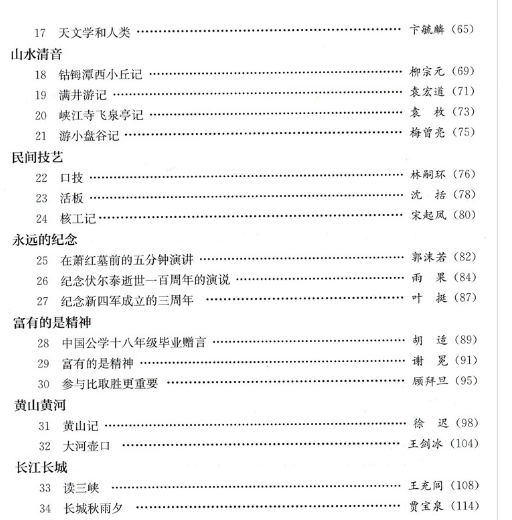 17 天文学和人类 …… 卞毓麟（65）
山水清音
18 钴鉧潭西小丘记 …… 柳宗元（69）
19 满井游记 …… 袁宏道（71）
20 峡江寺飞泉亭记 …… 袁 枚（73）
21 游小盘谷记 …… 梅曾亮（75）
民间技艺
22 口技 …… 林嗣环（76）
23 活板 …… 沈 括（78）
24 核工记 …… 宋起凤（80）
永远的纪念
25 在萧红墓前的五分钟演讲 …… 郭沫若（82）
26 纪念伏尔泰逝世一百周年的演说 …… 雨 果（84）
27 纪念新四军成立的三周年 …… 叶 挺（87）
富有的是精神
28 中国公学十八年级毕业赠言 …… 胡 适（89）
29 富有的是精神 …… 谢 冕（91）
30 参与比取胜更重要 …… 顾拜旦（95）
黄山黄河
31 黄山记 …… 徐 迟（98）
32 大河壶口 …… 王剑冰（104）
长江长城
33 读三峡 …… 王充闾（108）
34 长城秋雨夕 …… 贾宝泉（114）